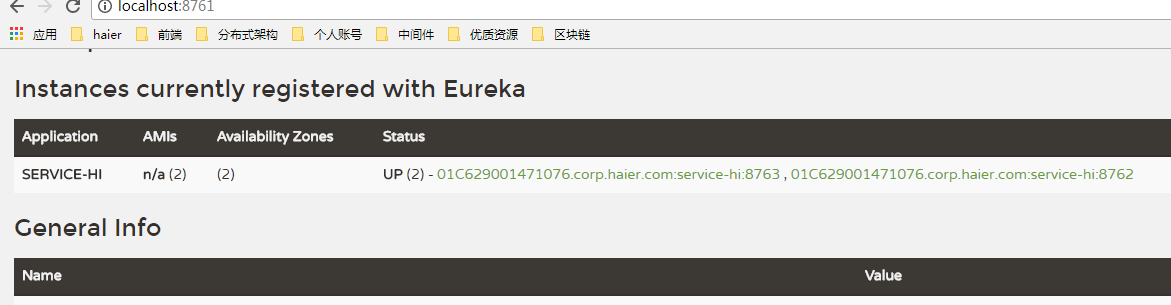 localhost:8761
应用 haier 前端 分布式架构 个人账号 中间件 优质资源 区块链
Instances currently registered with Eureka
Application AMIs Availability Zones Status
SERVICE-HI n/a (2) (2) UP (2) - 01C629001471076.corp.haier.com:service-hi:8763 , 01C629001471076.corp.haier.com:service-hi:8762
General Info
Name Value